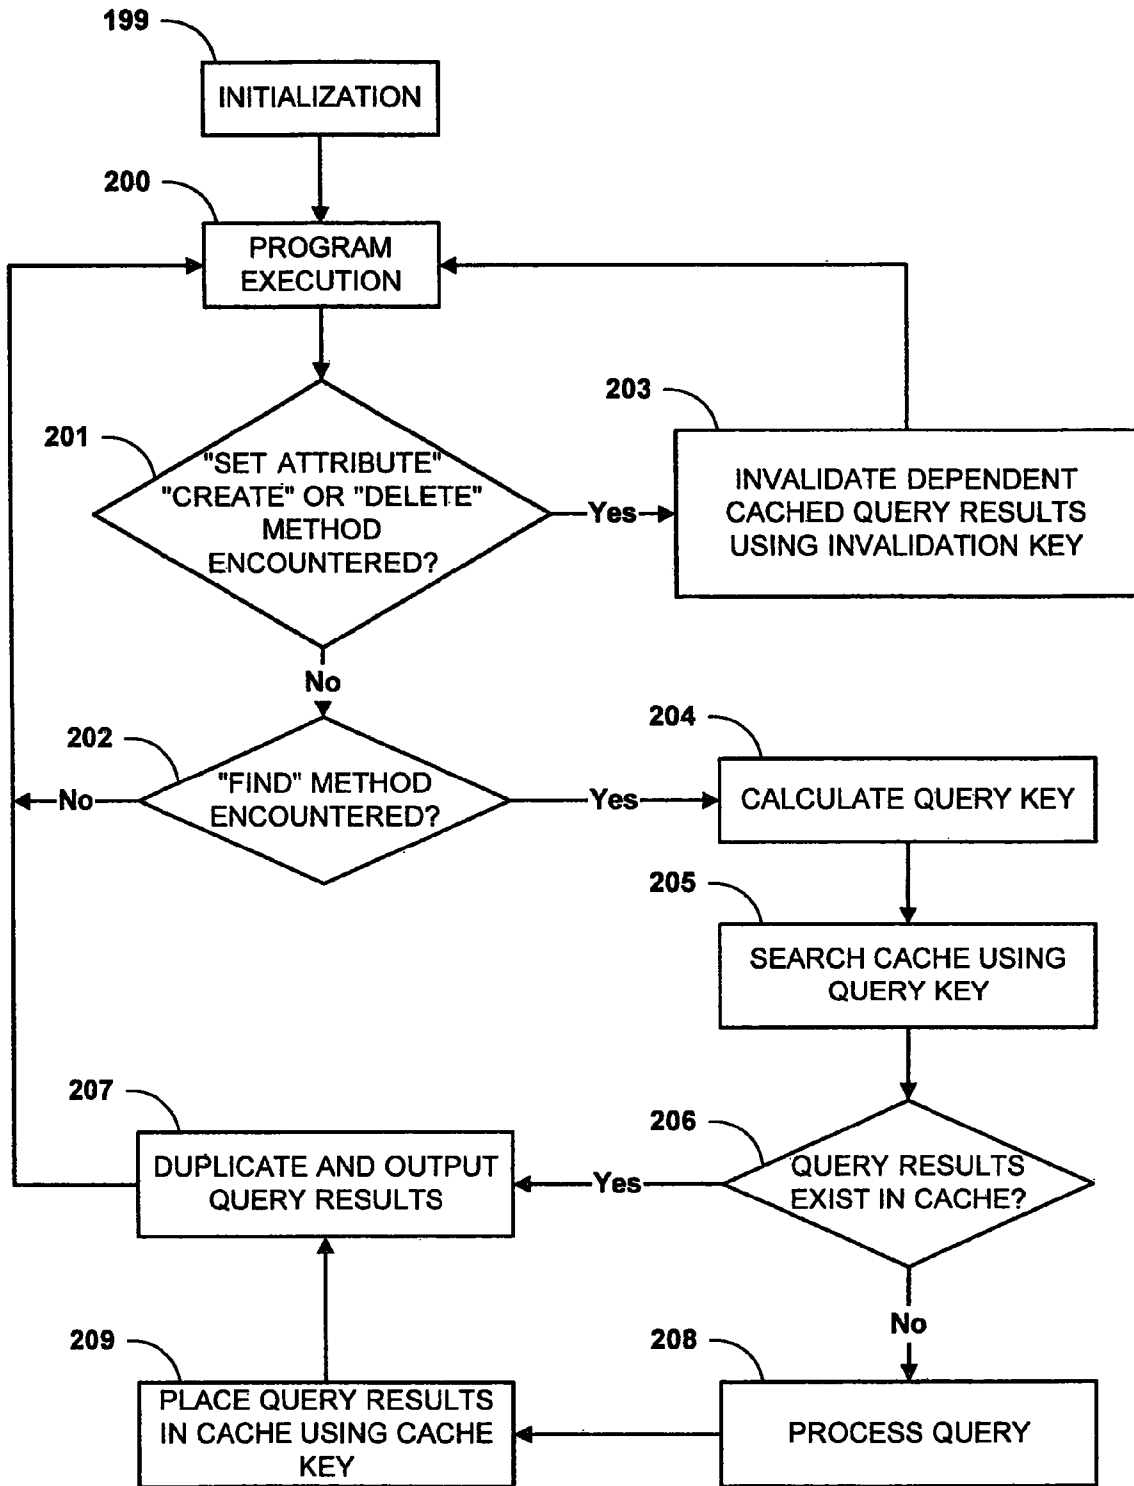 199
INITIALIZATION
200
PROGRAM
EXECUTION
201
"SET ATTRIBUTE"
"CREATE" OR "DELETE"
METHOD
ENCOUNTERED?
Yes
203
INVALIDATE DEPENDENT
CACHED QUERY RESULTS
USING INVALIDATION KEY
No
202
"FIND" METHOD
ENCOUNTERED?
No
Yes
204
CALCULATE QUERY KEY
205
SEARCH CACHE USING
QUERY KEY
206
QUERY RESULTS
EXIST IN CACHE?
Yes
207
DUPLICATE AND OUTPUT
QUERY RESULTS
No
208
PROCESS QUERY
209
PLACE QUERY RESULTS
IN CACHE USING CACHE
KEY